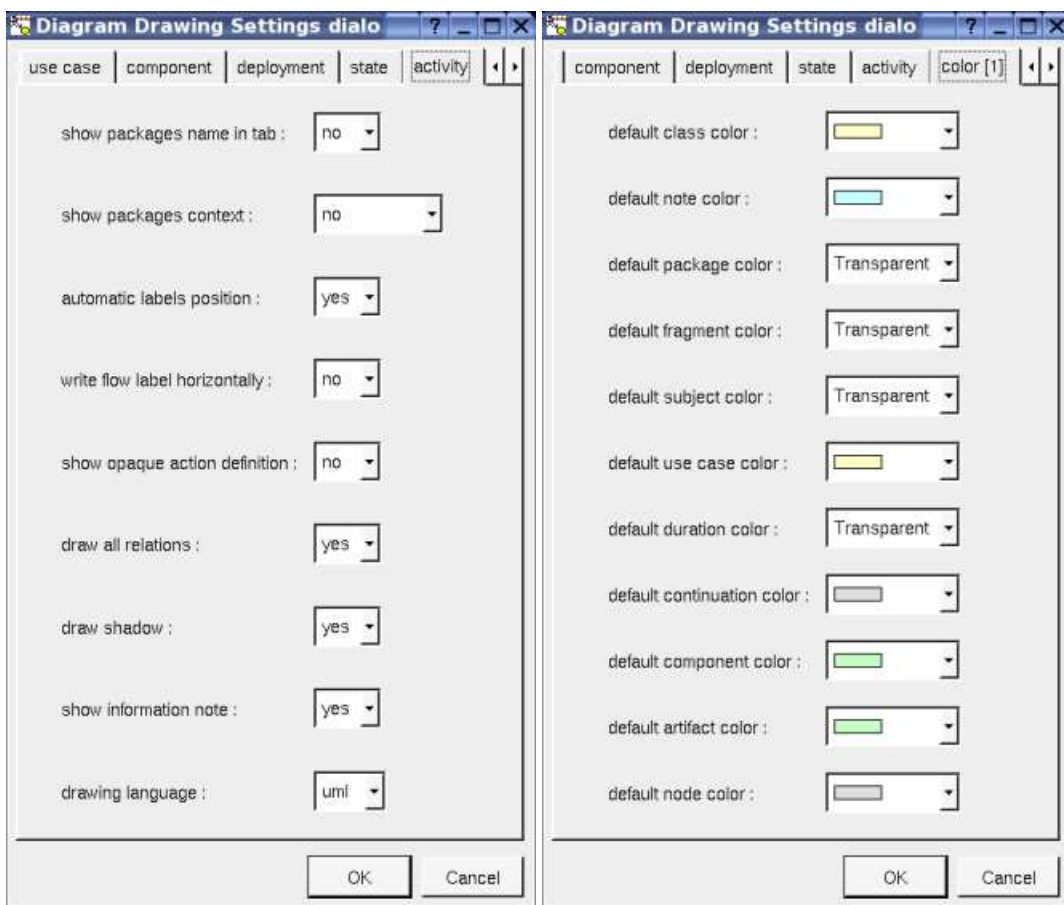 Diagram Drawing Settings dialo
use case component deployment state activity
show packages name in tab : no
show packages context : no
automatic labels position : yes
write flow label horizontally : no
show opaque action definition : no
draw all relations : yes
draw shadow : yes
show information note : yes
drawing language : uml
OK Cancel
Diagram Drawing Settings dialo
component deployment state activity color [1]
default class color :
default note color :
default package color : Transparent
default fragment color : Transparent
default subject color : Transparent
default use case color :
default duration color : Transparent
default continuation color :
default component color :
default artifact color :
default node color :
OK Cancel